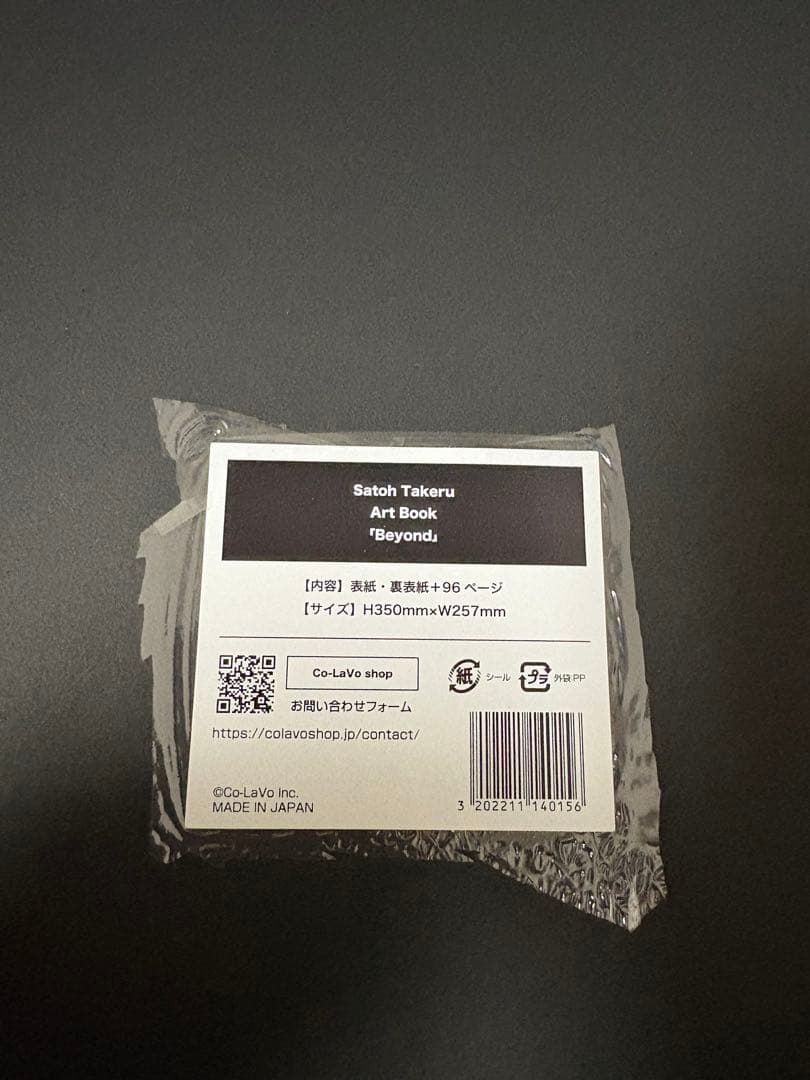 Satoh Takeru
Art Book
「Beyond」
【内容】表紙・裏表紙＋96ページ
【サイズ】H350mm×W257mm
Co-LaVo shop
お問い合わせフォーム
https://colavoshop.jp/contact/
紙 シール
プラ 外袋:PP
©Co-LaVo Inc.
MADE IN JAPAN
3 202211 140156